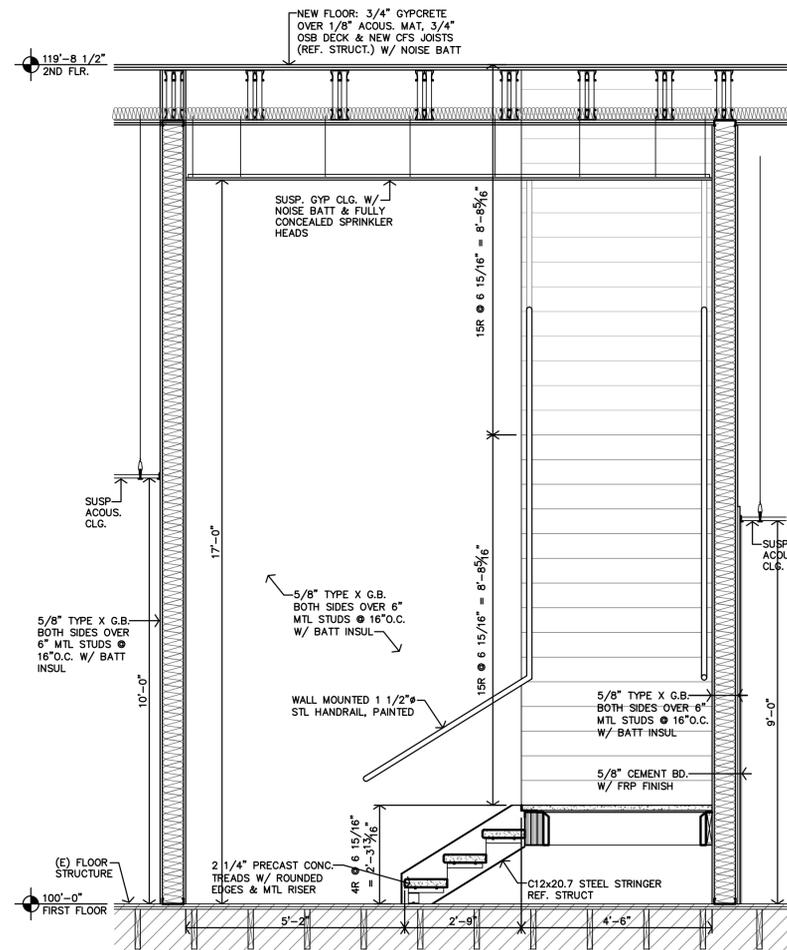 NEW FLOOR: 3/4" GYPCRETE
OVER 1/8" ACOUS. MAT, 3/4"
OSB DECK & NEW CFS JOISTS
(REF. STRUCT.) W/ NOISE BATT
119'-8 1/2"
2ND FLR.
SUSP. GYP CLG. W/
NOISE BATT & FULLY
CONCEALED SPRINKLER
HEADS
15R @ 6 15/16" = 8'-8 5/16"
SUSP
ACOUS.
CLG.
17'-0"
SUSP
ACOU
CLG.
5/8" TYPE X G.B.
BOTH SIDES OVER 6"
MTL STUDS @ 16"O.C.
W/ BATT INSUL
15R @ 6 15/16" = 8'-8 5/16"
5/8" TYPE X G.B.
BOTH SIDES OVER
6" MTL STUDS @
16"O.C. W/ BATT
INSUL
10'-0"
WALL MOUNTED 1 1/2"ø
STL HANDRAIL, PAINTED
5/8" TYPE X G.B.
BOTH SIDES OVER 6"
MTL STUDS @ 16"O.C.
W/ BATT INSUL
9'-0"
5/8" CEMENT BD.
W/ FRP FINISH
4R @ 6 15/16"
= 2'-3 13/16"
(E) FLOOR
STRUCTURE
2 1/4" PRECAST CONC.
TREADS W/ ROUNDED
EDGES & MTL RISER
C12x20.7 STEEL STRINGER
REF. STRUCT
100'-0"
FIRST FLOOR
5'-2"
2'-9"
4'-6"